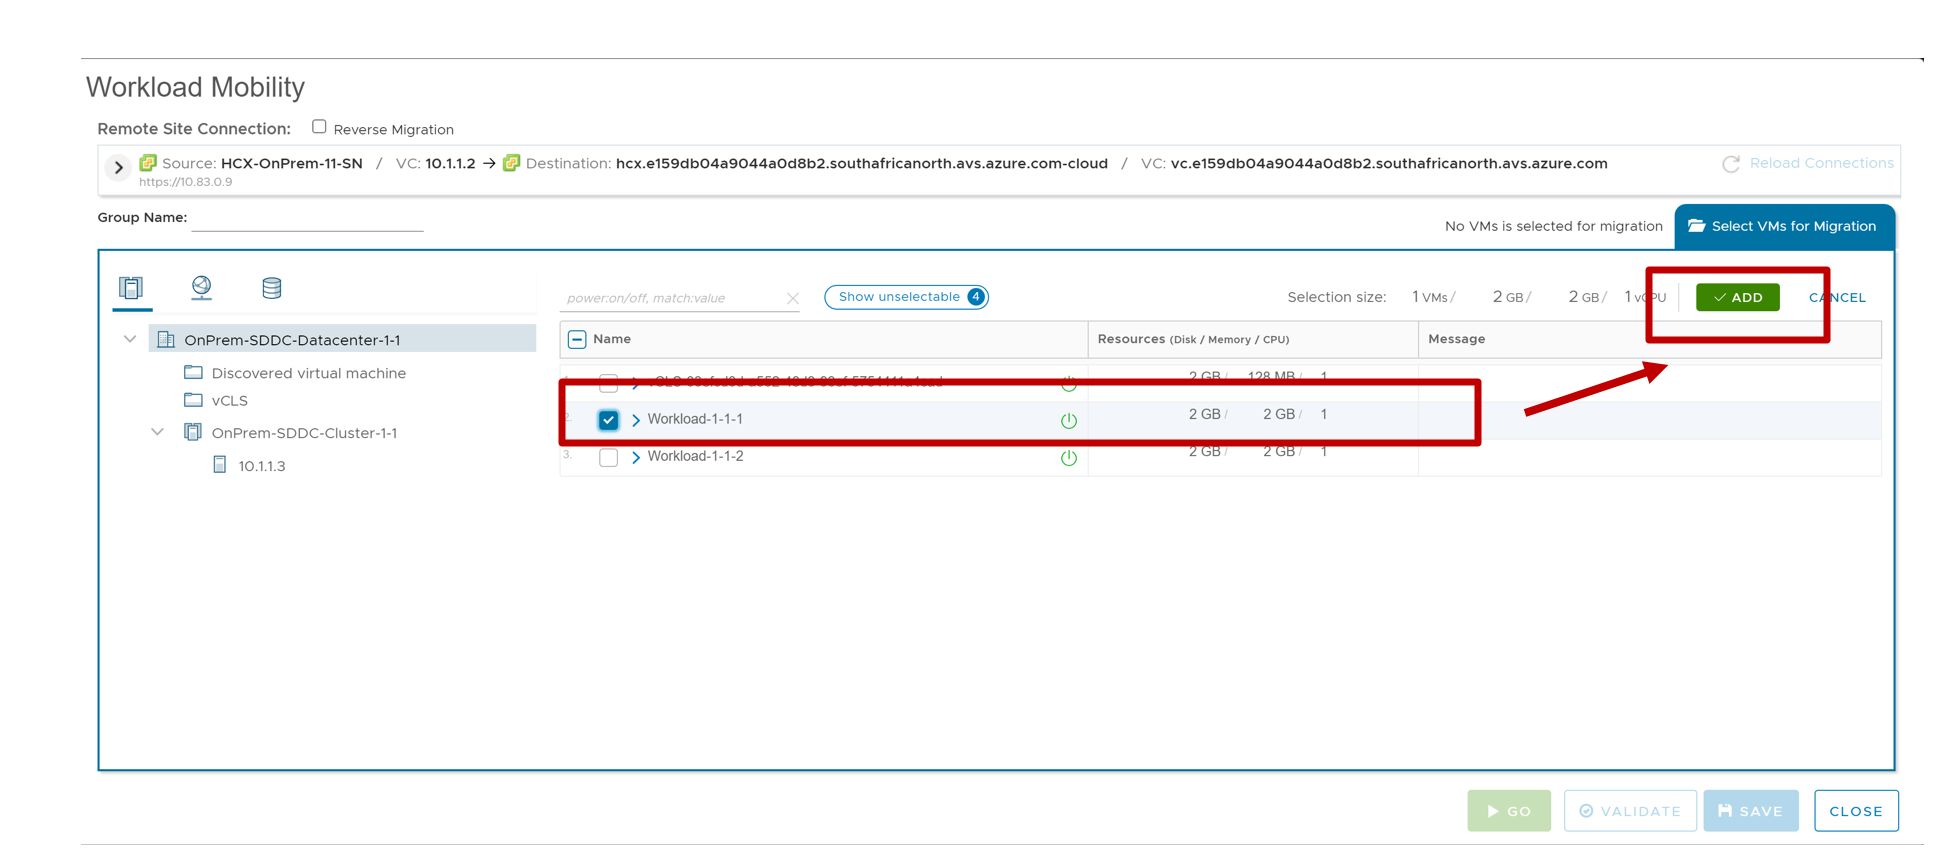 Workload Mobility
Remote Site Connection: Reverse Migration
Source: HCX-OnPrem-11-SN / VC: 10.1.1.2 → Destination: hcx.e159db04a9044a0d8b2.southafricanorth.avs.azure.com-cloud / VC: vc.e159db04a9044a0d8b2.southafricanorth.avs.azure.com Reload Connections
https://10.83.0.9
Group Name: No VMs is selected for migration Select VMs for Migration
power:on/off, match:value Show unselectable 4 Selection size: 1 VMs / 2 GB / 2 GB / 1 vCPU ADD CANCEL
OnPrem-SDDC-Datacenter-1-1
Discovered virtual machine
vCLS
OnPrem-SDDC-Cluster-1-1
10.1.1.3
Name Resources (Disk / Memory / CPU) Message
2 GB / 128 MB / 1
2. Workload-1-1-1 2 GB / 2 GB / 1
3. Workload-1-1-2 2 GB / 2 GB / 1
GO VALIDATE SAVE CLOSE